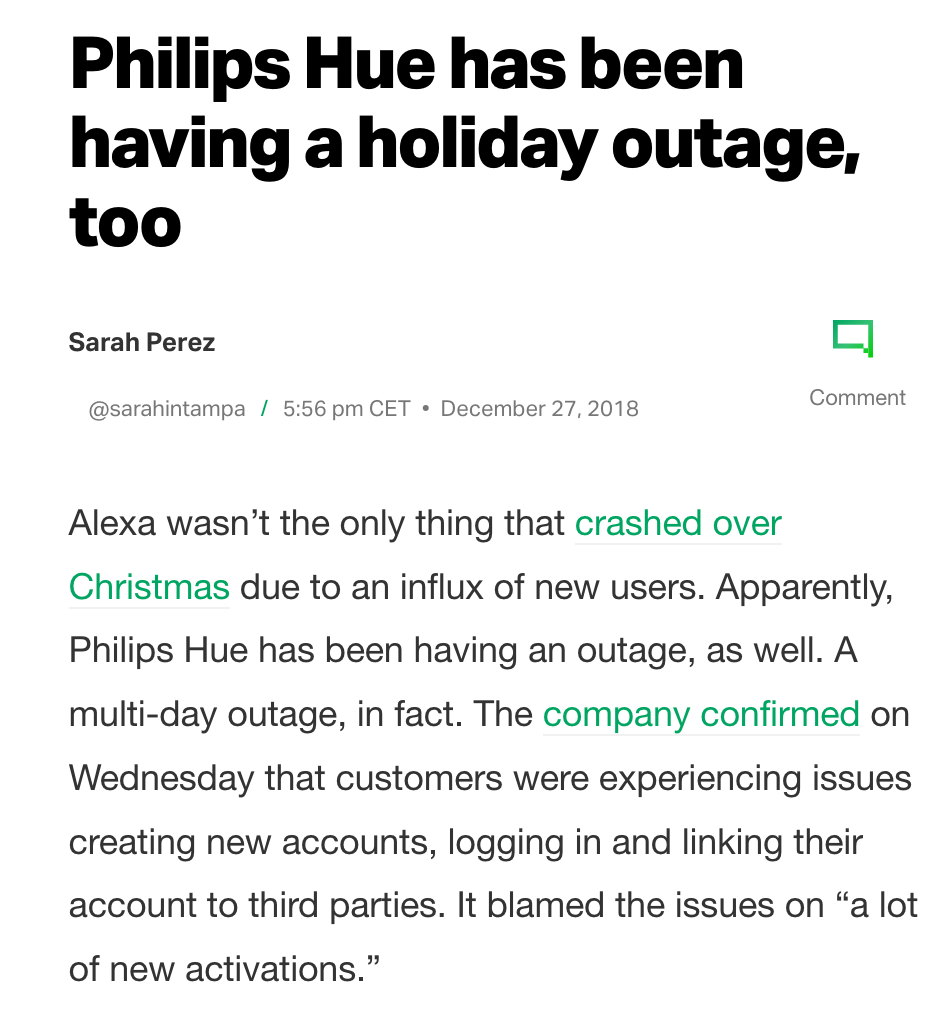 Philips Hue has been
having a holiday outage,
too
Sarah Perez
Comment
@sarahintampa / 5:56 pm CET • December 27, 2018
Alexa wasn’t the only thing that crashed over
Christmas due to an influx of new users. Apparently,
Philips Hue has been having an outage, as well. A
multi-day outage, in fact. The company confirmed on
Wednesday that customers were experiencing issues
creating new accounts, logging in and linking their
account to third parties. It blamed the issues on “a lot
of new activations.”